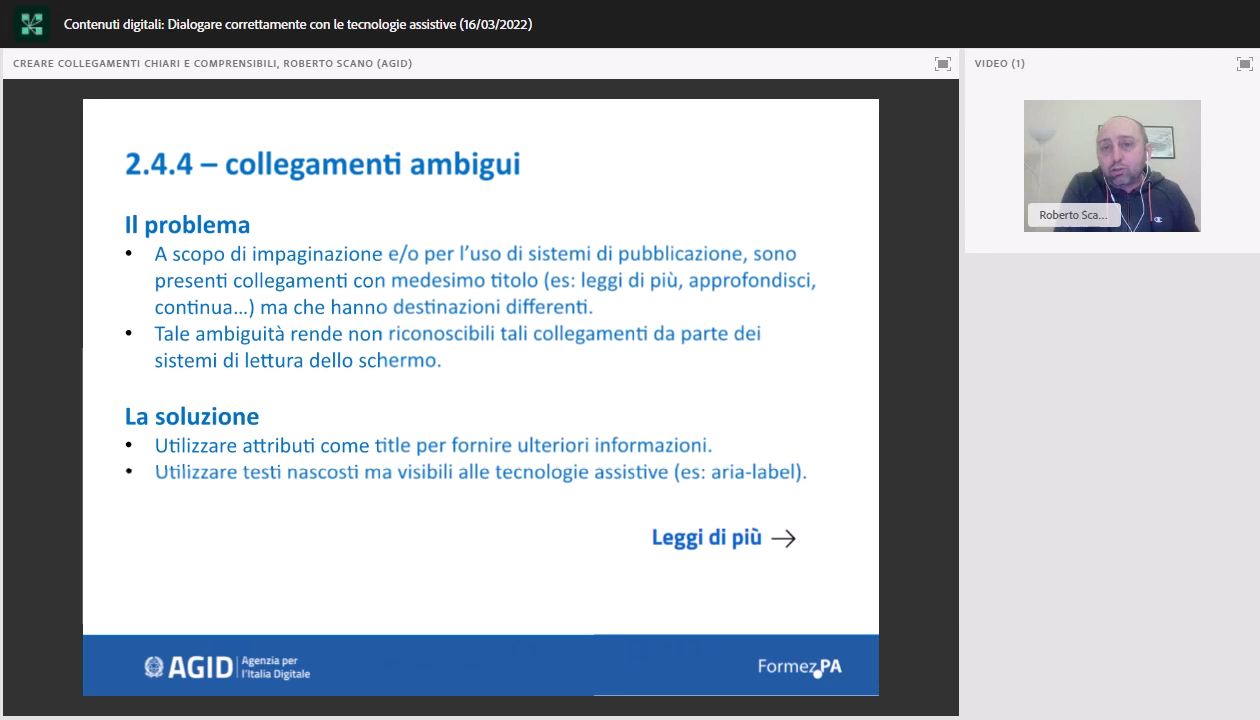 Contenuti digitali: Dialogare correttamente con le tecnologie assistive (16/03/2022)
CREARE COLLEGAMENTI CHIARI E COMPRENSIBILI, ROBERTO SCANO (AGID)
VIDEO (1)
2.4.4 – collegamenti ambigui
Il problema
• A scopo di impaginazione e/o per l’uso di sistemi di pubblicazione, sono
presenti collegamenti con medesimo titolo (es: leggi di più, approfondisci,
continua…) ma che hanno destinazioni differenti.
• Tale ambiguità rende non riconoscibili tali collegamenti da parte dei
sistemi di lettura dello schermo.
La soluzione
• Utilizzare attributi come title per fornire ulteriori informazioni.
• Utilizzare testi nascosti ma visibili alle tecnologie assistive (es: aria-label).
Leggi di più →
AGID Agenzia per
l’Italia Digitale
FormezPA
Roberto Sca...